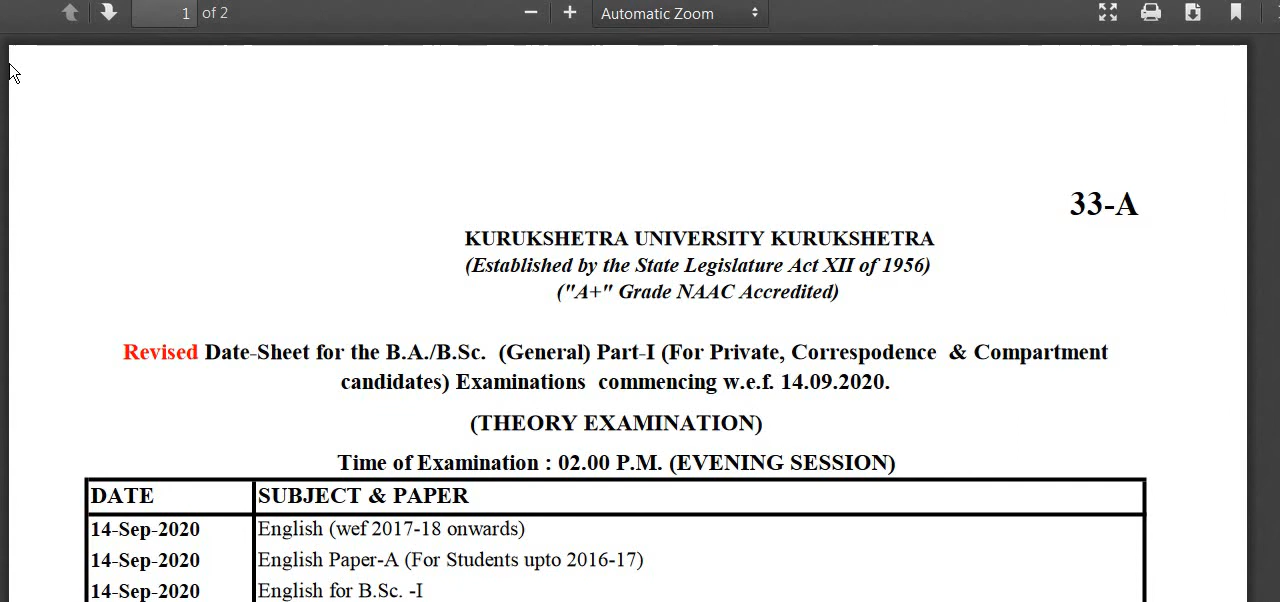 1 of 2 Automatic Zoom
33-A
KURUKSHETRA UNIVERSITY KURUKSHETRA
(Established by the State Legislature Act XII of 1956)
("A+" Grade NAAC Accredited)
Revised Date-Sheet for the B.A./B.Sc. (General) Part-I (For Private, Correspodence & Compartment
candidates) Examinations commencing w.e.f. 14.09.2020.
(THEORY EXAMINATION)
Time of Examination : 02.00 P.M. (EVENING SESSION)
DATE SUBJECT & PAPER
14-Sep-2020 English (wef 2017-18 onwards)
14-Sep-2020 English Paper-A (For Students upto 2016-17)
14-Sep-2020 English for B.Sc. -I